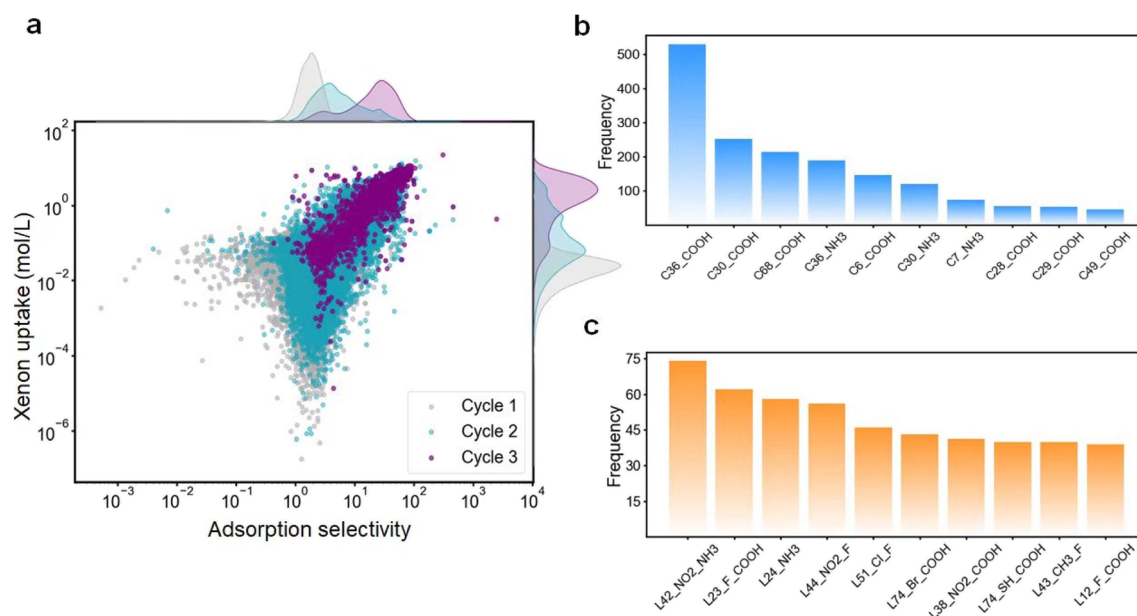 a
Xenon uptake (mol/L)
10^2
10^0
10^-2
10^-4
10^-6
10^-3 10^-2 10^-1 10^0 10^1 10^2 10^3 10^4
Adsorption selectivity
Cycle 1
Cycle 2
Cycle 3
b
Frequency
500
400
300
200
100
C36_COOH
C30_COOH
C68_COOH
C36_NH3
C6_COOH
C30_NH3
C7_NH3
C28_COOH
C29_COOH
C49_COOH
c
Frequency
75
60
45
30
15
L42_NO2_NH3
L23_F_COOH
L24_NH3
L44_NO2_F
L51_Cl_F
L74_Br_COOH
L38_NO2_COOH
L74_SH_COOH
L43_CH3_F
L12_F_COOH